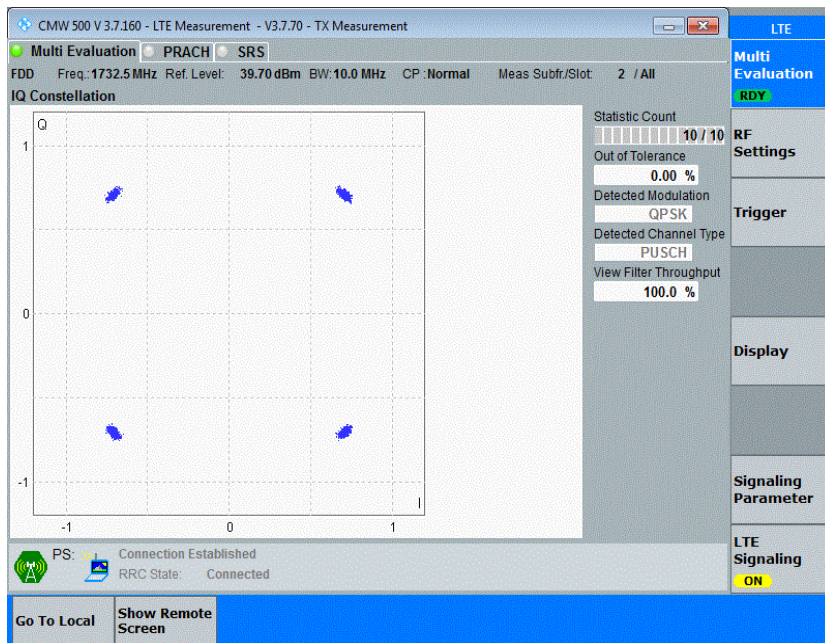 CMW 500 V 3.7.160 - LTE Measurement - V3.7.70 - TX Measurement
LTE
Multi Evaluation PRACH SRS
Multi
Evaluation
RDY
FDD Freq.: 1732.5 MHz Ref. Level: 39.70 dBm BW: 10.0 MHz CP : Normal Meas Subfr./Slot: 2 / All
IQ Constellation
Q
1
0
-1
-1
0
1
I
Statistic Count
10 / 10
Out of Tolerance
0.00 %
Detected Modulation
QPSK
Detected Channel Type
PUSCH
View Filter Throughput
100.0 %
RF
Settings
Trigger
Display
Signaling
Parameter
LTE
Signaling
ON
PS: Connection Established
RRC State: Connected
Go To Local
Show Remote
Screen